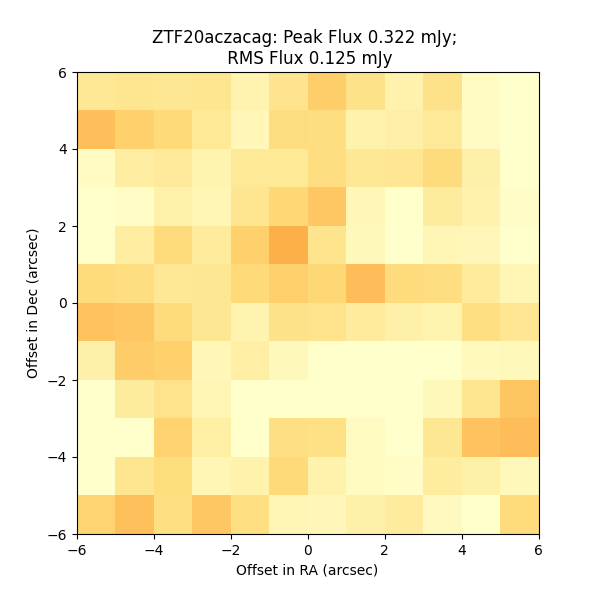 ZTF20aczacag: Peak Flux 0.322 mJy;
RMS Flux 0.125 mJy
6
4
2
0
−2
−4
−6
Offset in Dec (arcsec)
−6 −4 −2 0 2 4 6
Offset in RA (arcsec)